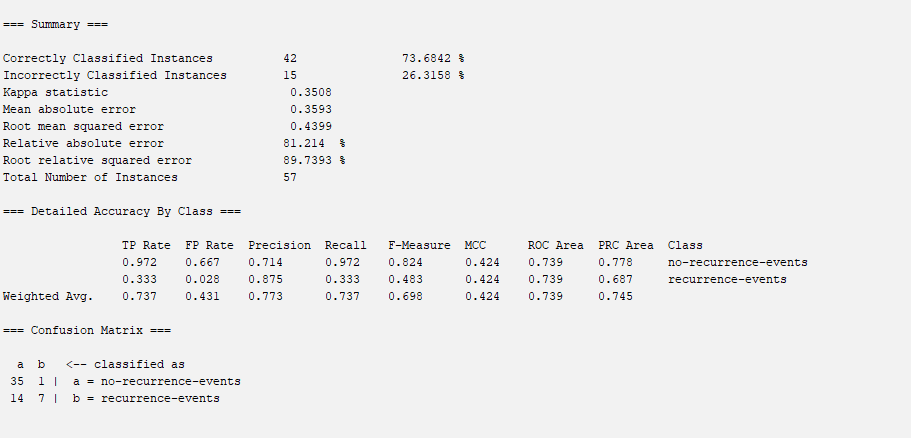 === Summary ===
Correctly Classified Instances 42 73.6842 %
Incorrectly Classified Instances 15 26.3158 %
Kappa statistic 0.3508
Mean absolute error 0.3593
Root mean squared error 0.4399
Relative absolute error 81.214 %
Root relative squared error 89.7393 %
Total Number of Instances 57
=== Detailed Accuracy By Class ===
TP Rate FP Rate Precision Recall F-Measure MCC ROC Area PRC Area Class
0.972 0.667 0.714 0.972 0.824 0.424 0.739 0.778 no-recurrence-events
0.333 0.028 0.875 0.333 0.483 0.424 0.739 0.687 recurrence-events
Weighted Avg. 0.737 0.431 0.773 0.737 0.698 0.424 0.739 0.745
=== Confusion Matrix ===
a b <-- classified as
35 1 | a = no-recurrence-events
14 7 | b = recurrence-events